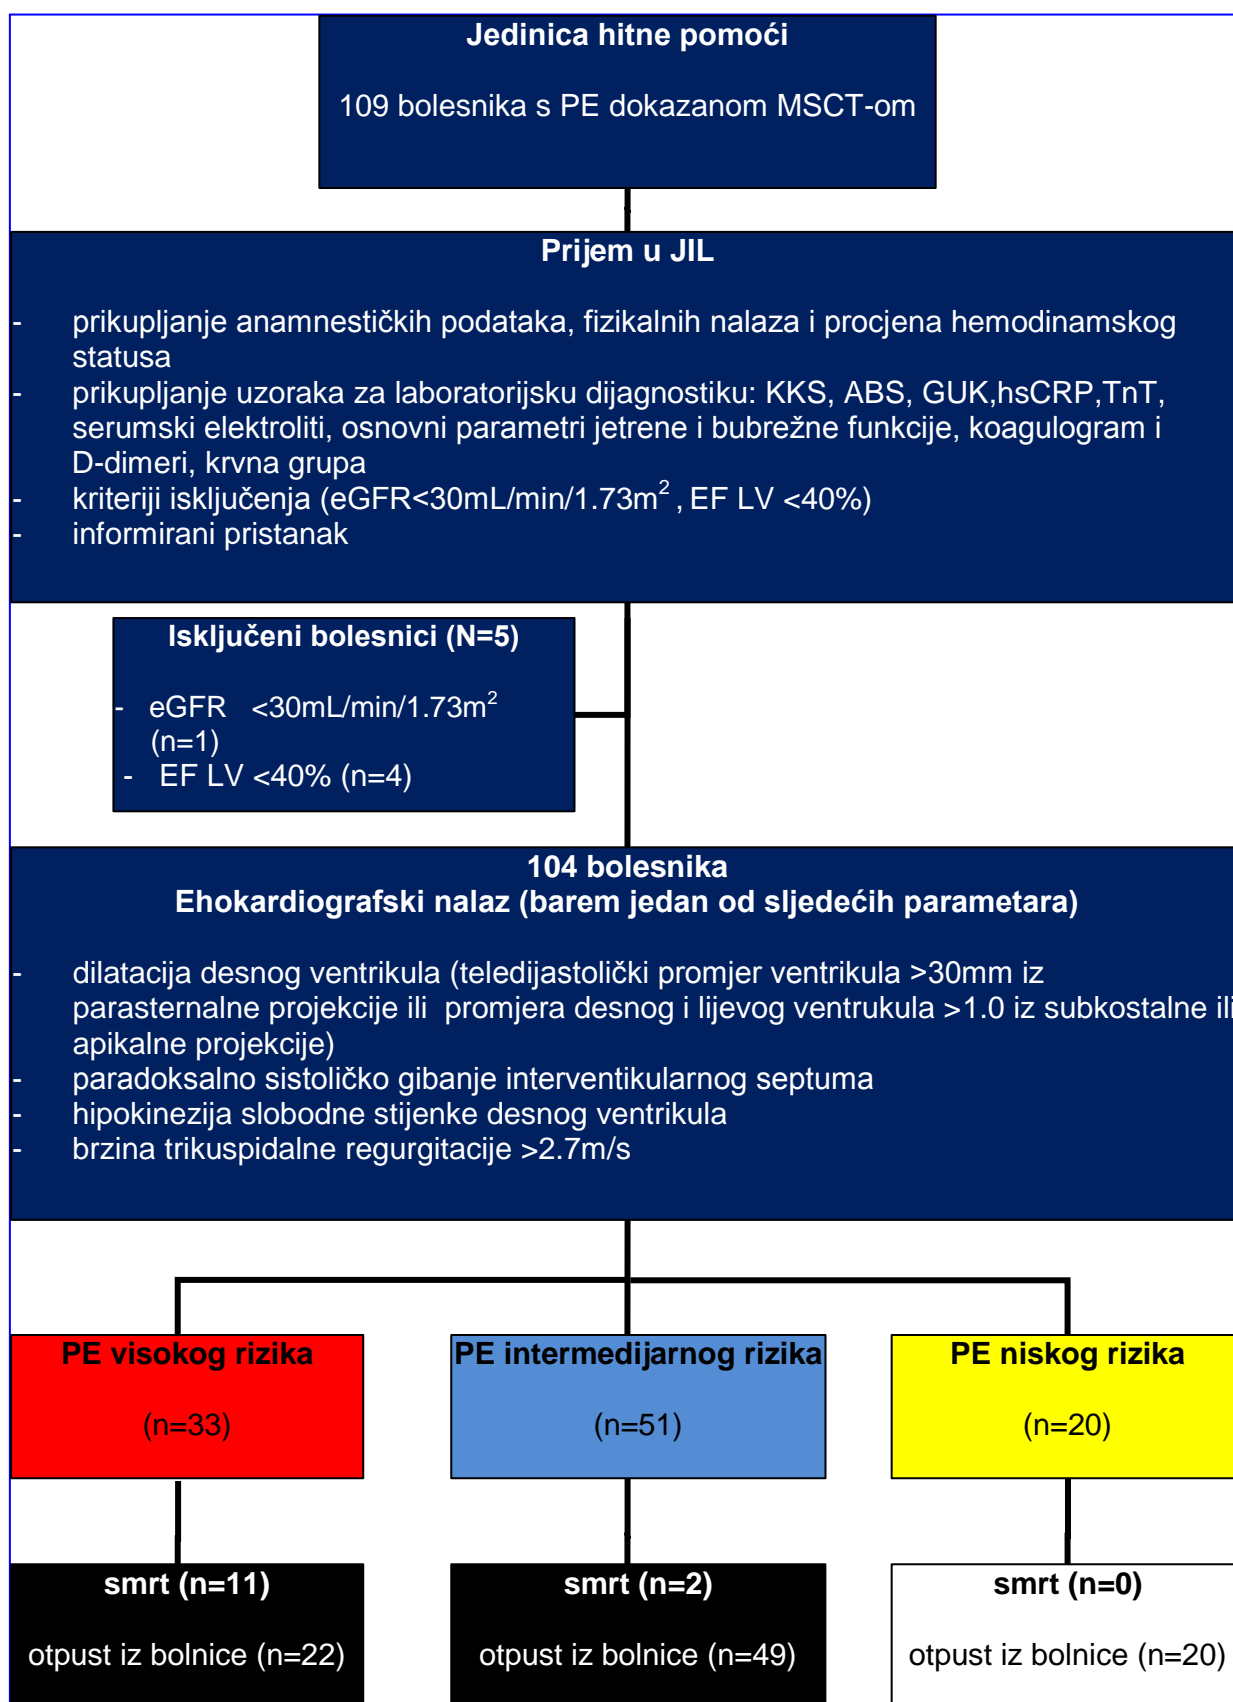 Jedinica hitne pomoći
109 bolesnika s PE dokazanom MSCT-om
Prijem u JIL
- prikupljanje anamnestičkih podataka, fizikalnih nalaza i procjena hemodinamskog
statusa
- prikupljanje uzoraka za laboratorijsku dijagnostiku: KKS, ABS, GUK,hsCRP,TnT,
serumski elektroliti, osnovni parametri jetrene i bubrežne funkcije, koagulogram i
D-dimeri, krvna grupa
- kriteriji isključenja (eGFR<30mL/min/1.73m² , EF LV <40%)
- informirani pristanak
Isključeni bolesnici (N=5)
- eGFR <30mL/min/1.73m²
(n=1)
- EF LV <40% (n=4)
104 bolesnika
Ehokardiografski nalaz (barem jedan od sljedećih parametara)
- dilatacija desnog ventrikula (teledijastolički promjer ventrikula >30mm iz
parasternalne projekcije ili promjera desnog i lijevog ventrukula >1.0 iz subkostalne ili
apikalne projekcije)
- paradoksalno sistoličko gibanje interventikularnog septuma
- hipokinezija slobodne stijenke desnog ventrikula
- brzina trikuspidalne regurgitacije >2.7m/s
PE visokog rizika
(n=33)
PE intermedijarnog rizika
(n=51)
PE niskog rizika
(n=20)
smrt (n=11)
otpust iz bolnice (n=22)
smrt (n=2)
otpust iz bolnice (n=49)
smrt (n=0)
otpust iz bolnice (n=20)